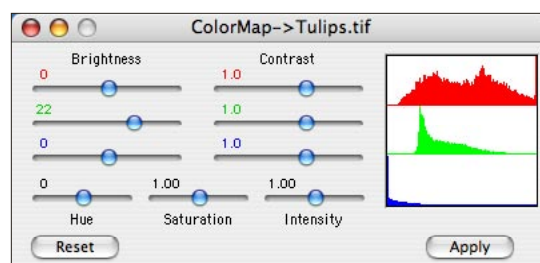 ColorMap->Tulips.tif
Brightness Contrast
0 1.0
22 1.0
0 1.0
0 1.00 1.00
Hue Saturation Intensity
Reset Apply